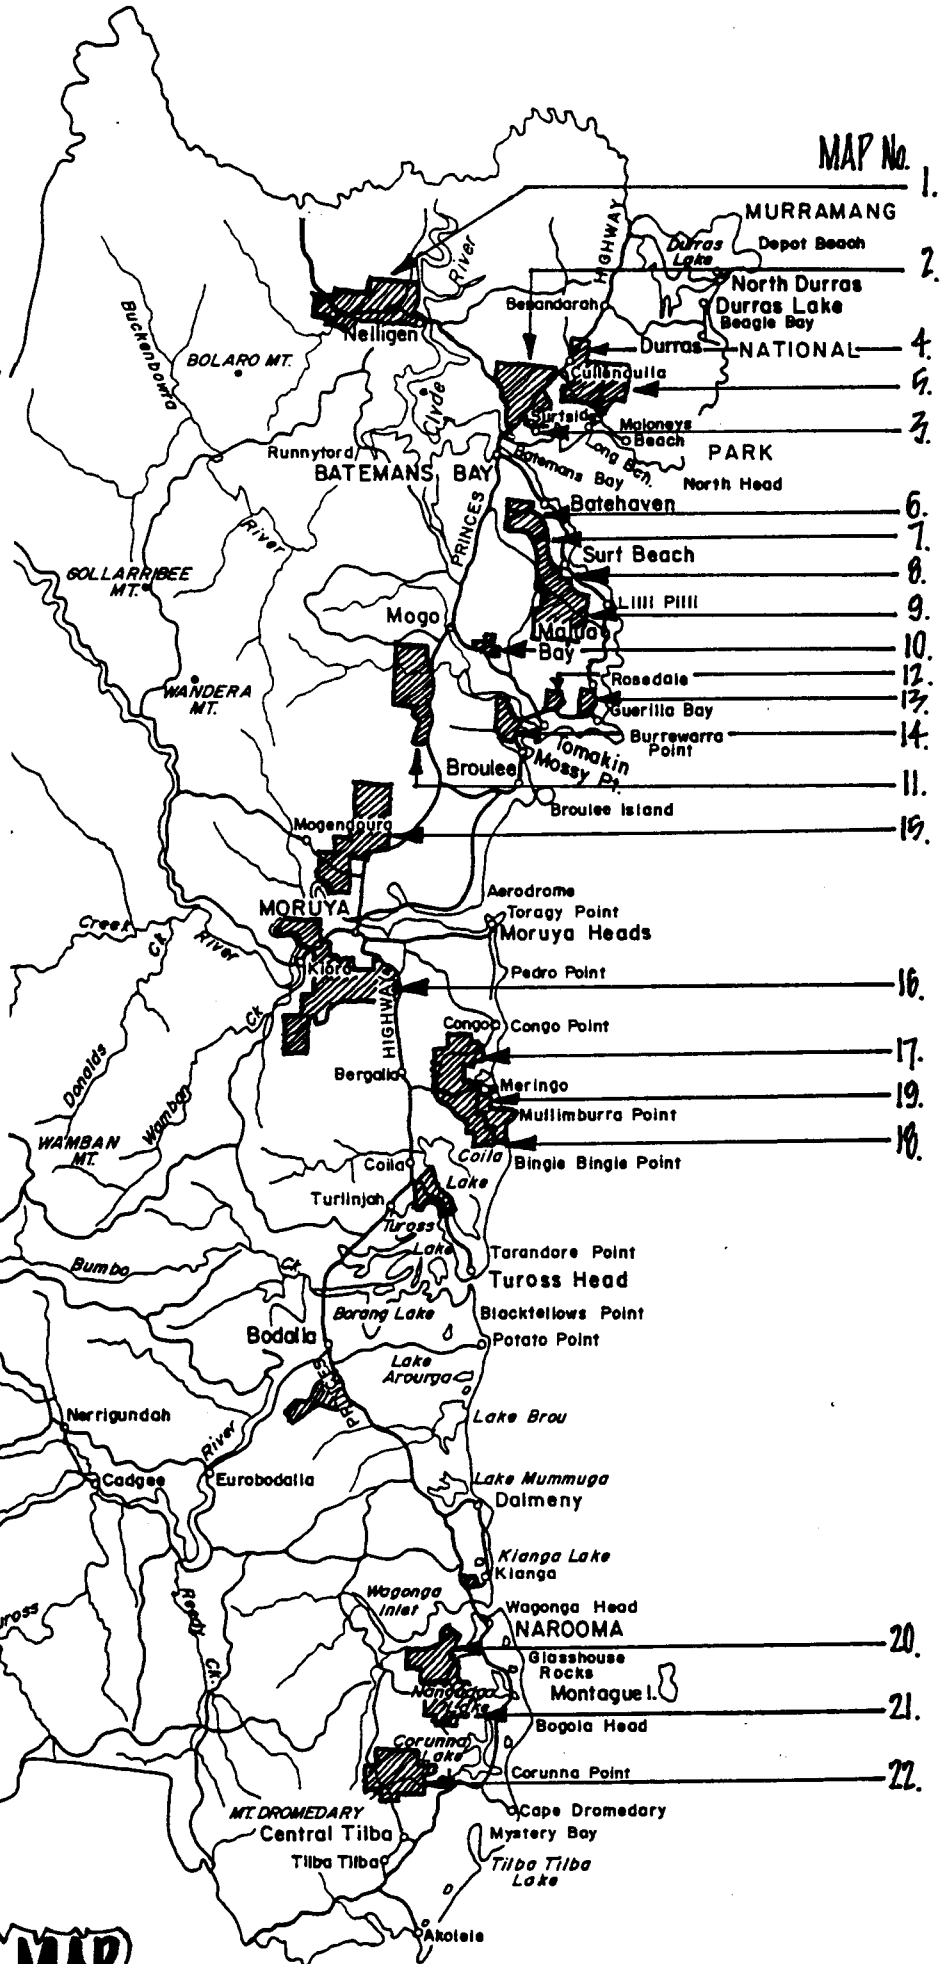 MAP No.
1.
MURRAMANG
HIGHWAY
River
Durras
Lake
Depot Beach
2.
North Durras
Benandarah
Durras Lake
Beagle Bay
Nelligen
Buckenbowra
BOLARO MT.
Durras
NATIONAL
4.
Cullendulla
5.
Clyde
Surfside
Maloneys
Beach
3.
Runnyford
BATEMANS BAY
Batemans Bay
Long Bch.
PARK
North Head
PRINCES
Batehaven
6.
River
7.
Surf Beach
GOLLARRIBEE
MT.
8.
Lilli Pilli
9.
Mogo
Malua
Bay
10.
WANDERA
MT.
Rosedale
12.
13.
Guerilla Bay
Burrewarra
Point
14.
Tomakin
Mossy Pt.
Broulee
11.
Broulee Island
Mogendoura
15.
Aerodrome
MORUYA
Toragy Point
Moruya Heads
Creek
Ck
River
Kiora
Pedro Point
HIGHWAY
16.
Ck
Congo
Congo Point
17.
Donalds
Bergalia
Meringo
19.
Wamban
Mullimburra Point
WAMBAN
MT.
18.
Coila
Coila
Lake
Bingie Bingie Point
Turlinjah
Tuross
Lake
Tarandore Point
Bumbo
Ck
Tuross Head
Borang Lake
Blackfellows Point
Bodalla
Potato Point
Lake
Arourga
PRINCES
Nerrigundah
River
Lake Brou
Cadgee
Eurobodalla
Lake Mummuga
Dalmeny
Kianga Lake
Kianga
Reedy
Ck.
Wagonga
Inlet
Wagonga Head
NAROOMA
20.
Glasshouse
Rocks
Montague I.
Nangudga
Lake
21.
Bogola Head
Corunna
Lake
Corunna Point
22.
MT. DROMEDARY
Cape Dromedary
Central Tilba
Mystery Bay
Tilba Tilba
Tilba Tilba
Lake
Akolele
MAP